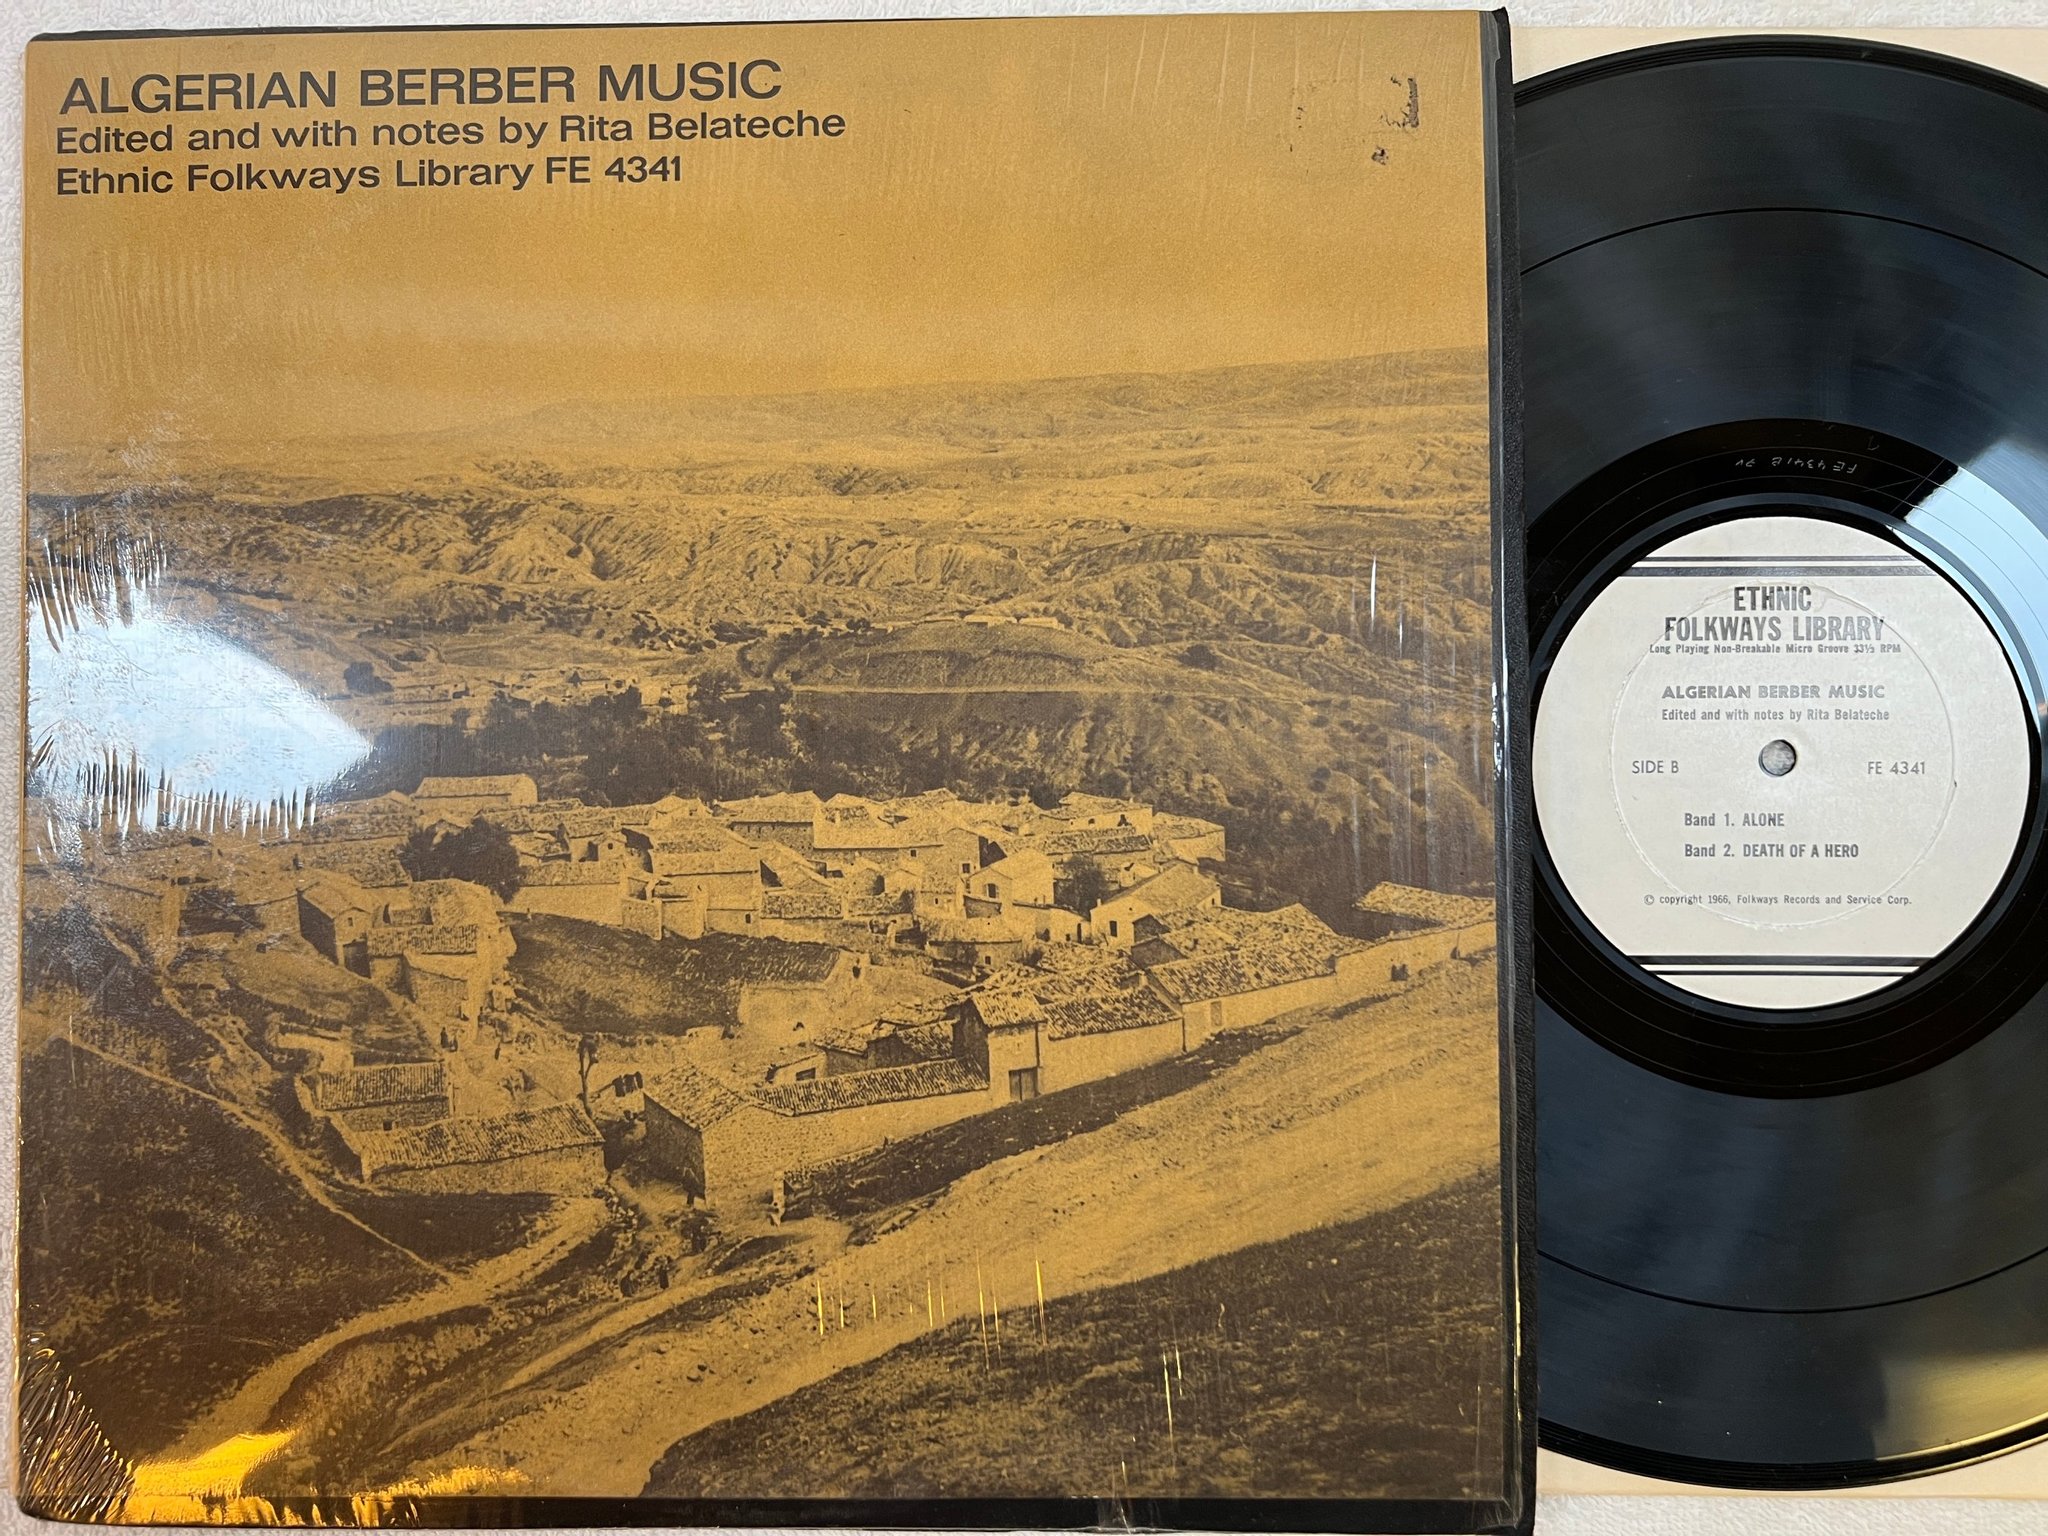 ALGERIAN BERBER MUSIC
Edited and with notes by Rita Belateche
Ethnic Folkways Library FE 4341
FE 4341B
ETHNIC
FOLKWAYS LIBRARY
Long Playing Non-Breakable Micro Groove 33⅓ RPM
ALGERIAN BERBER MUSIC
Edited and with notes by Rita Belateche
SIDE B FE 4341
Band 1. ALONE
Band 2. DEATH OF A HERO
© copyright 1966, Folkways Records and Service Corp.